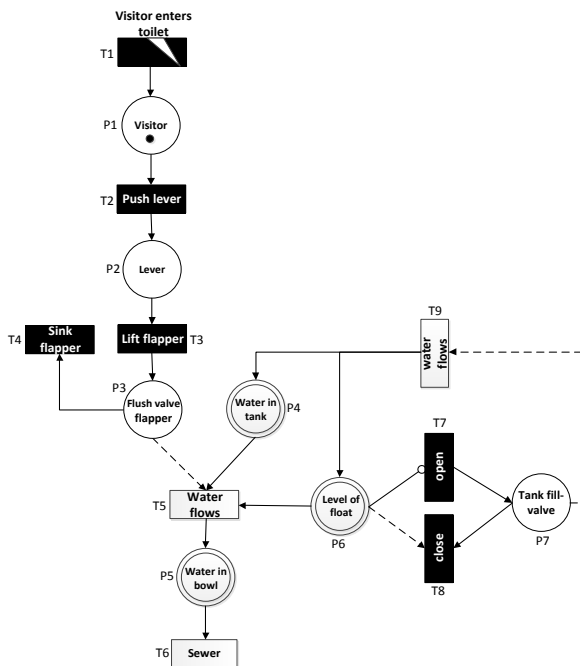 Visitor enters
toilet
T1
P1
Visitor
T2
Push lever
P2
Lever
T9
water
flows
T4
Sink
flapper
Lift flapper
T3
P3
Flush valve
flapper
Water in
tank
P4
T7
open
T5
Water
flows
Level of
float
P6
Tank fill-
valve
P7
close
T8
P5
Water in
bowl
T6
Sewer